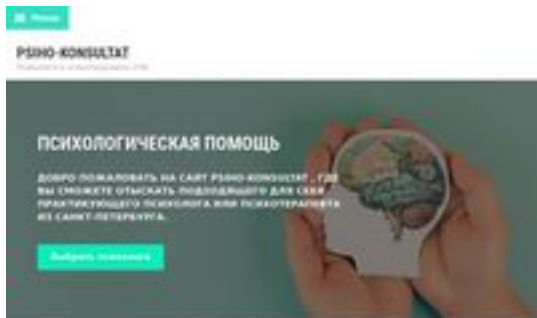 Меню
PSIHO-KONSULTAT
ПСИХОЛОГИЧЕСКАЯ ПОМОЩЬ
ДОБРО ПОЖАЛОВАТЬ НА САЙТ PSIHO-KONSULTAT , ГДЕ
ВЫ СМОЖЕТЕ ОТЫСКАТЬ ПОДХОДЯЩЕГО ДЛЯ СЕБЯ
ПРАКТИКУЮЩЕГО ПСИХОЛОГА ИЛИ ПСИХОТЕРАПЕВТА
ИЗ САНКТ-ПЕТЕРБУРГА.
Выбрать психолога